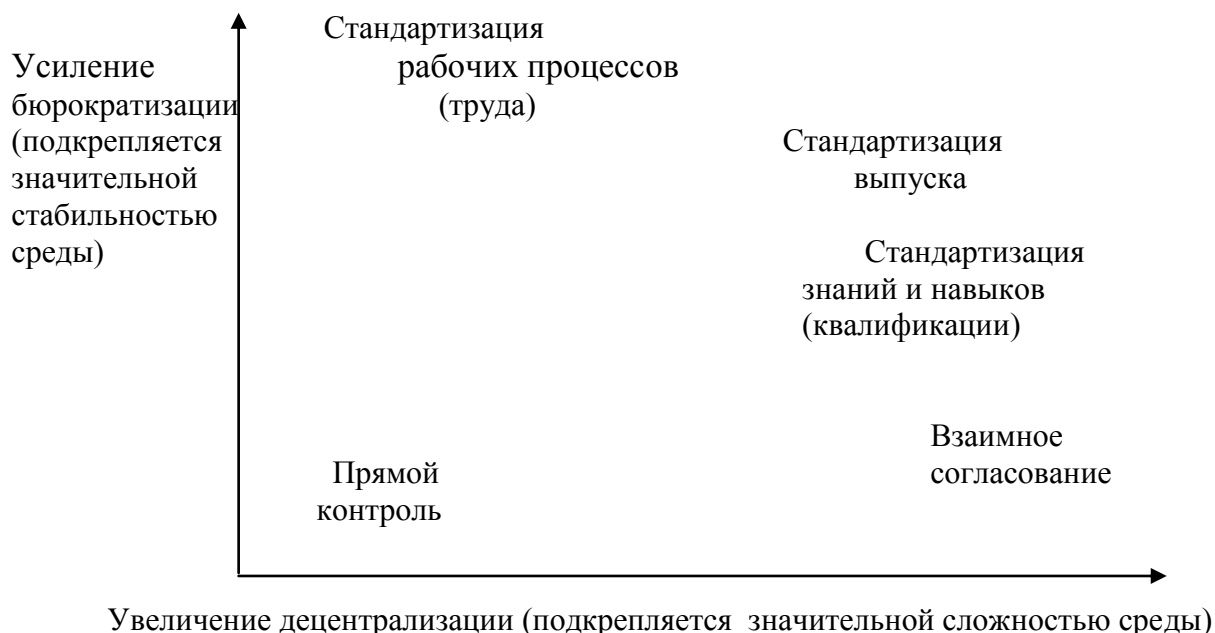 Стандартизация
рабочих процессов
(труда)
Усиление
бюрократизации
(подкрепляется
значительной
стабильностью
среды)
Стандартизация
выпуска
Стандартизация
знаний и навыков
(квалификации)
Взаимное
согласование
Прямой
контроль
Увеличение децентрализации (подкрепляется значительной сложностью среды)